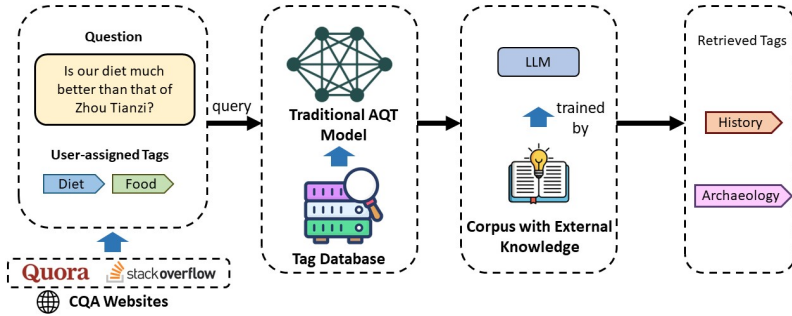 Question
Is our diet much
better than that of
Zhou Tianzi?
User-assigned Tags
Diet
Food
Quora
stackoverflow
CQA Websites
query
Traditional AQT
Model
Tag Database
LLM
trained
by
Corpus with External
Knowledge
Retrieved Tags
History
Archaeology